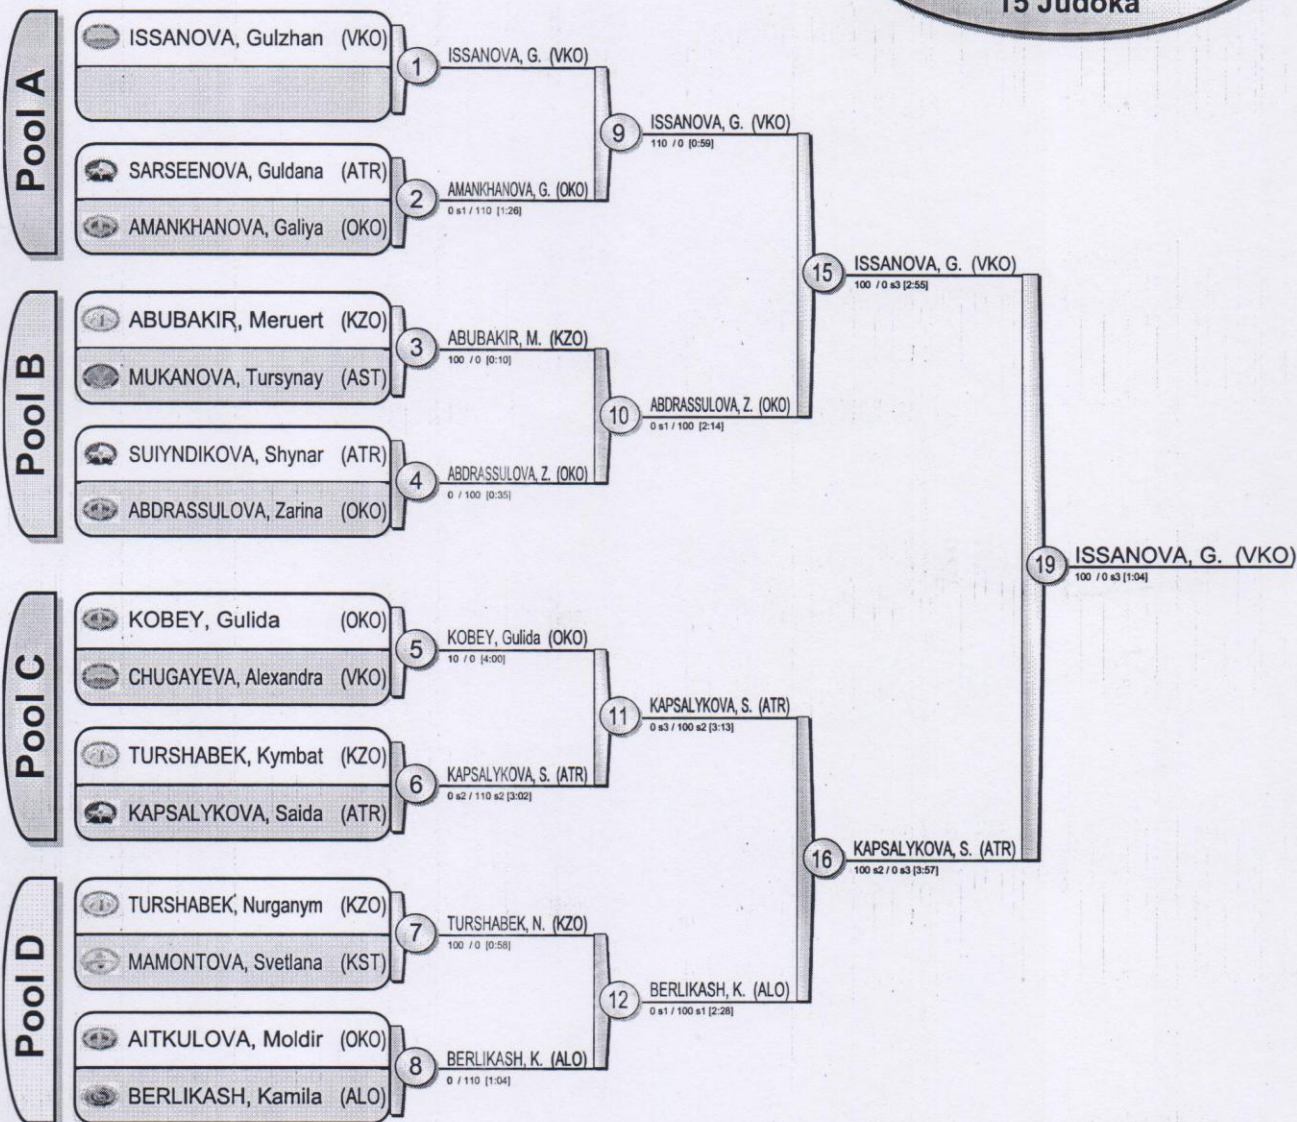 15 Judoka
Pool A
ISSANOVA, Gulzhan (VKO)
SARSEENOVA, Guldana (ATR)
AMANKHANOVA, Galiya (OKO)
Pool B
ABUBAKIR, Meruert (KZO)
MUKANOVA, Tursynay (AST)
SUIYNDIKOVA, Shynar (ATR)
ABDRASSULOVA, Zarina (OKO)
Pool C
KOBEY, Gulida (OKO)
CHUGAYEVA, Alexandra (VKO)
TURSHABEK, Kymbat (KZO)
KAPSALYKOVA, Saida (ATR)
Pool D
TURSHABEK, Nurganym (KZO)
MAMONTOVA, Svetlana (KST)
AITKULOVA, Moldir (OKO)
BERLIKASH, Kamila (ALO)
1 ISSANOVA, G. (VKO)
2 AMANKHANOVA, G. (OKO)
0 s1 / 110 [1:26]
3 ABUBAKIR, M. (KZO)
100 / 0 [0:10]
4 ABDRASSULOVA, Z. (OKO)
0 / 100 [0:35]
5 KOBEY, Gulida (OKO)
10 / 0 [4:00]
6 KAPSALYKOVA, S. (ATR)
0 s2 / 110 s2 [3:02]
7 TURSHABEK, N. (KZO)
100 / 0 [0:58]
8 BERLIKASH, K. (ALO)
0 / 110 [1:04]
9 ISSANOVA, G. (VKO)
110 / 0 [0:59]
10 ABDRASSULOVA, Z. (OKO)
0 s1 / 100 [2:14]
11 KAPSALYKOVA, S. (ATR)
0 s3 / 100 s2 [3:13]
12 BERLIKASH, K. (ALO)
0 s1 / 100 s1 [2:28]
15 ISSANOVA, G. (VKO)
100 / 0 s3 [2:55]
16 KAPSALYKOVA, S. (ATR)
100 s2 / 0 s3 [3:57]
19 ISSANOVA, G. (VKO)
100 / 0 s3 [1:04]